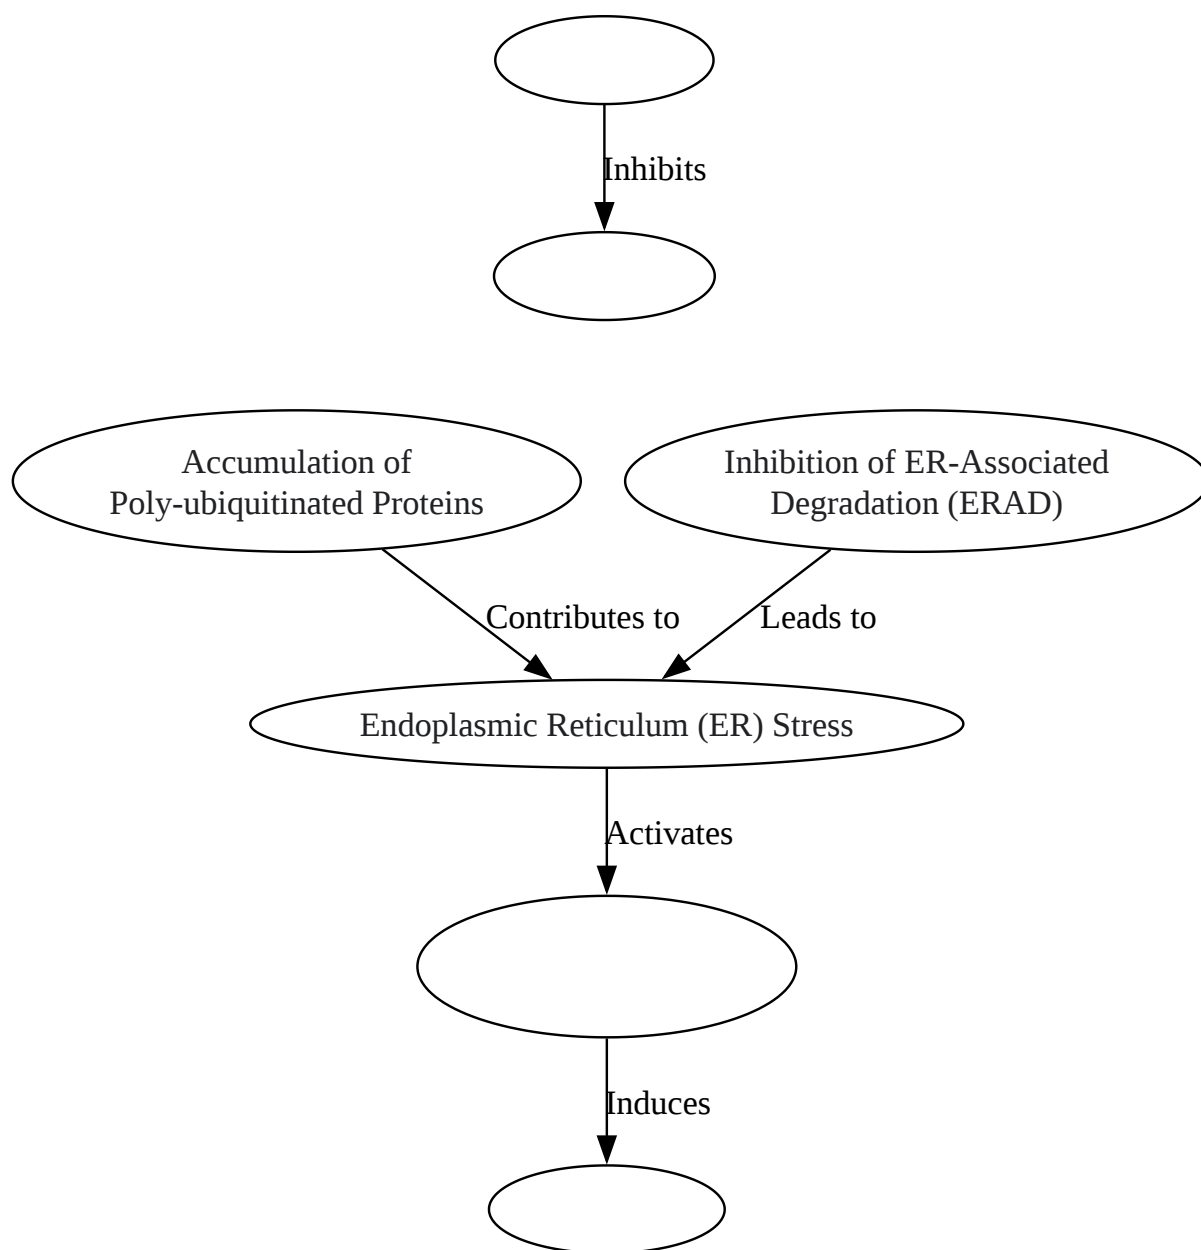 Inhibits
Accumulation of
Poly-ubiquitinated Proteins
Inhibition of ER-Associated
Degradation (ERAD)
Contributes to
Leads to
Endoplasmic Reticulum (ER) Stress
Activates
Induces